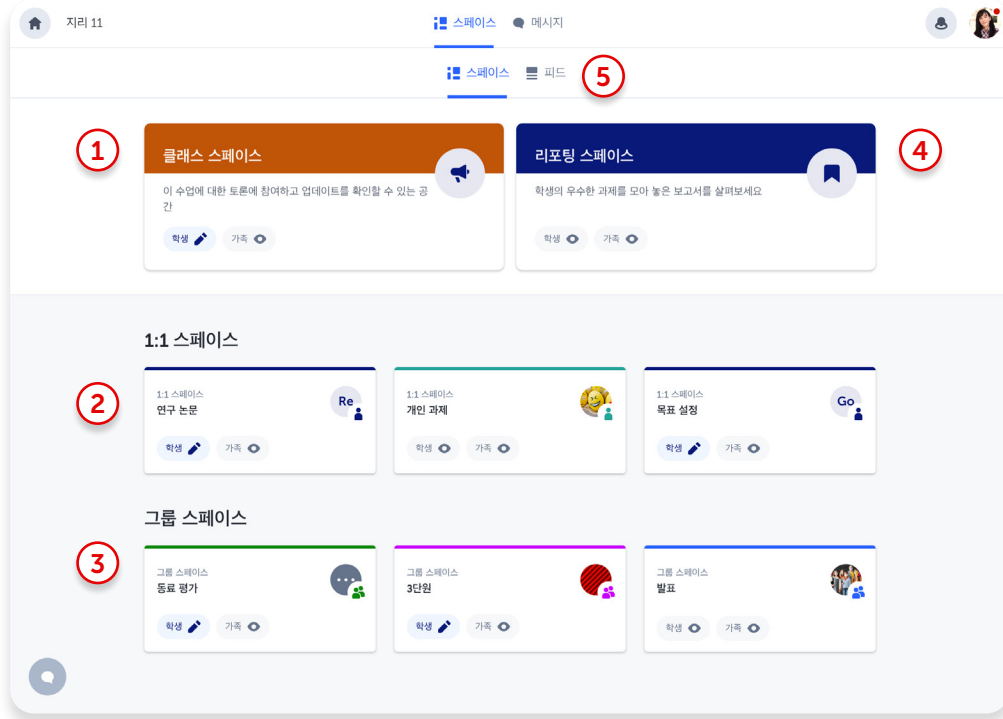 지리 11
스페이스 메시지
스페이스 피드
5
1
클래스 스페이스
이 수업에 대한 토론에 참여하고 업데이트를 확인할 수 있는 공
간
학생 가족
리포팅 스페이스
학생의 우수한 과제를 모아 놓은 보고서를 살펴보세요
학생 가족
4
1:1 스페이스
2
1:1 스페이스
연구 논문
Re
학생 가족
1:1 스페이스
개인 과제
학생 가족
1:1 스페이스
목표 설정
Go
학생 가족
그룹 스페이스
3
그룹 스페이스
동료 평가
학생 가족
그룹 스페이스
3단원
학생 가족
그룹 스페이스
발표
학생 가족